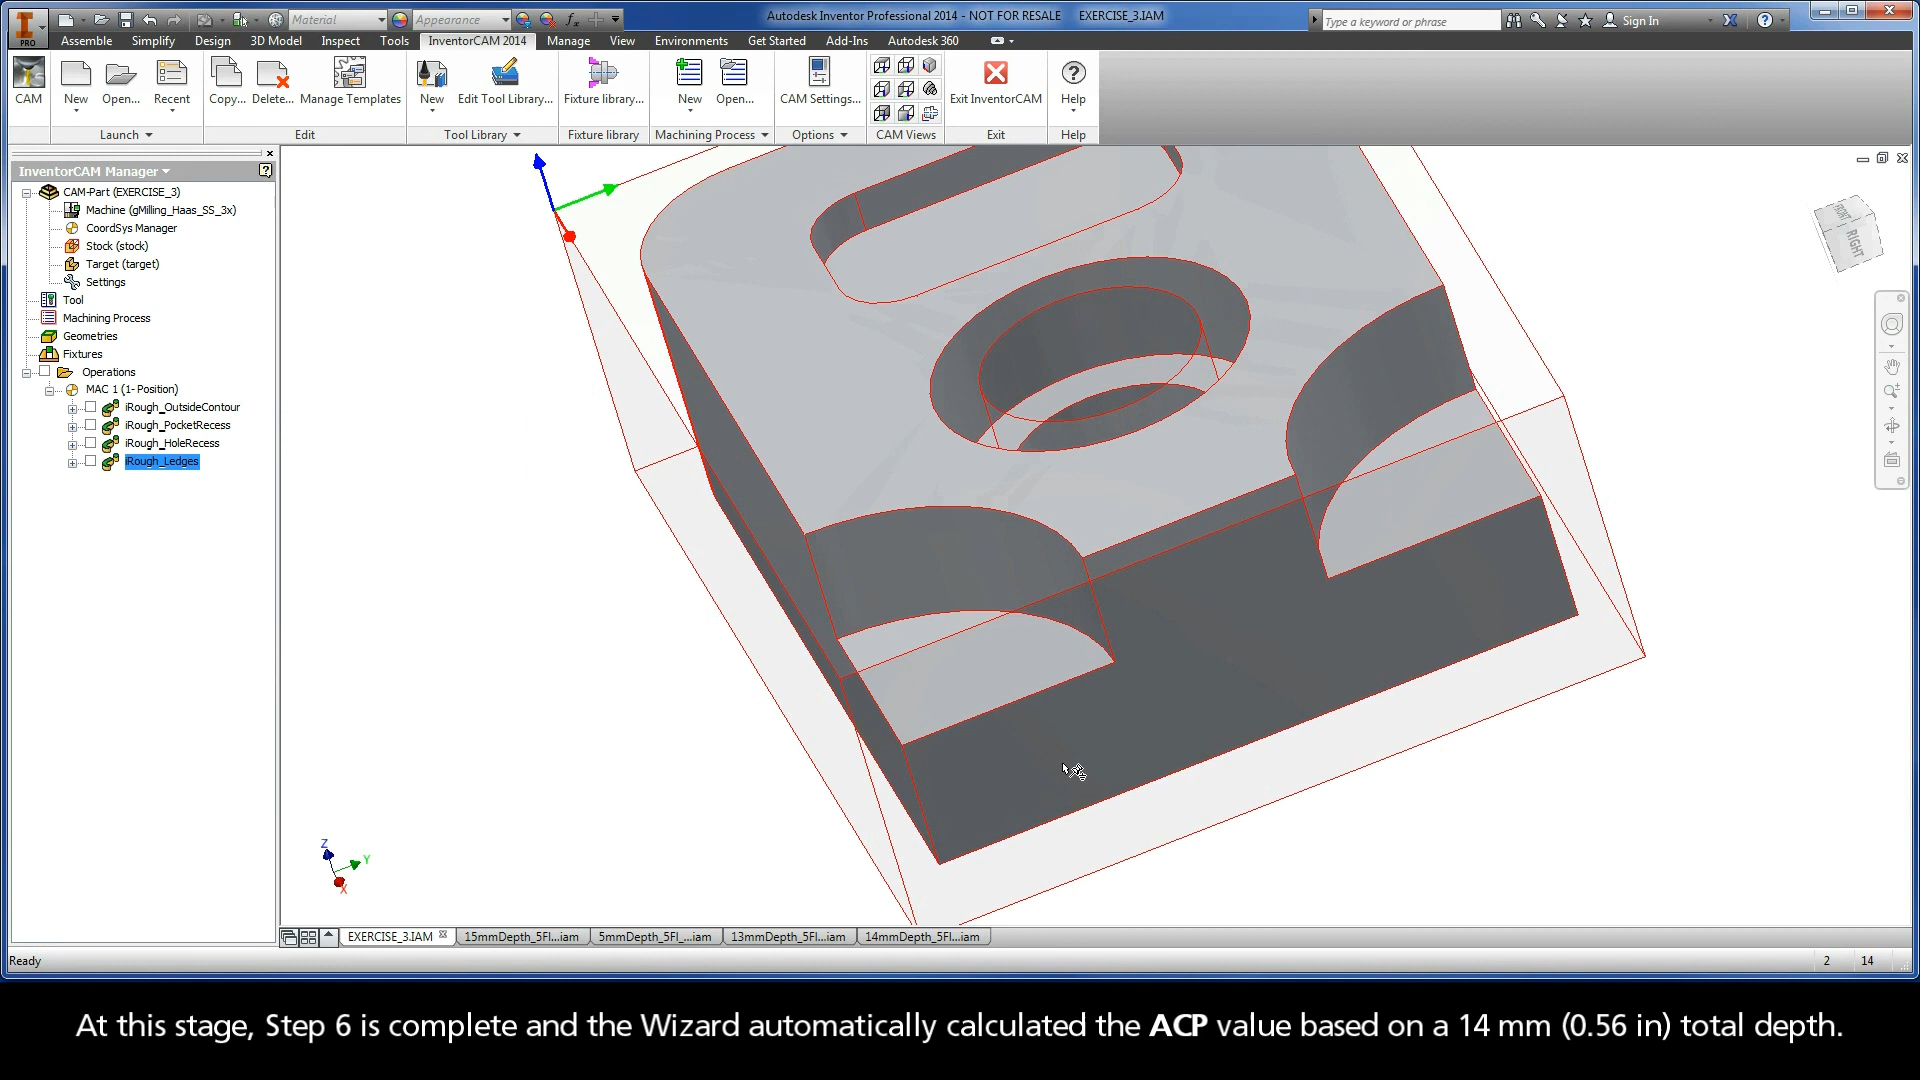 Material
Appearance
Autodesk Inventor Professional 2014 - NOT FOR RESALE EXERCISE_3.IAM
Type a keyword or phrase
Sign In
PRO
Assemble Simplify Design 3D Model Inspect Tools InventorCAM 2014 Manage View Environments Get Started Add-Ins Autodesk 360
CAM New Open... Recent Copy... Delete... Manage Templates New Edit Tool Library... Fixture library... New Open... CAM Settings... Exit InventorCAM Help
Launch Edit Tool Library Fixture library Machining Process Options CAM Views Exit Help
InventorCAM Manager
CAM-Part (EXERCISE_3)
Machine (gMilling_Haas_SS_3x)
CoordSys Manager
Stock (stock)
Target (target)
Settings
Tool
Machining Process
Geometries
Fixtures
Operations
MAC 1 (1- Position)
iRough_OutsideContour
iRough_PocketRecess
iRough_HoleRecess
iRough_Ledges
FRONT
RIGHT
Z
Y
X
EXERCISE_3.IAM 15mmDepth_5Fl...iam 5mmDepth_5Fl_...iam 13mmDepth_5Fl...iam 14mmDepth_5Fl...iam
Ready 2 14
At this stage, Step 6 is complete and the Wizard automatically calculated the ACP value based on a 14 mm (0.56 in) total depth.